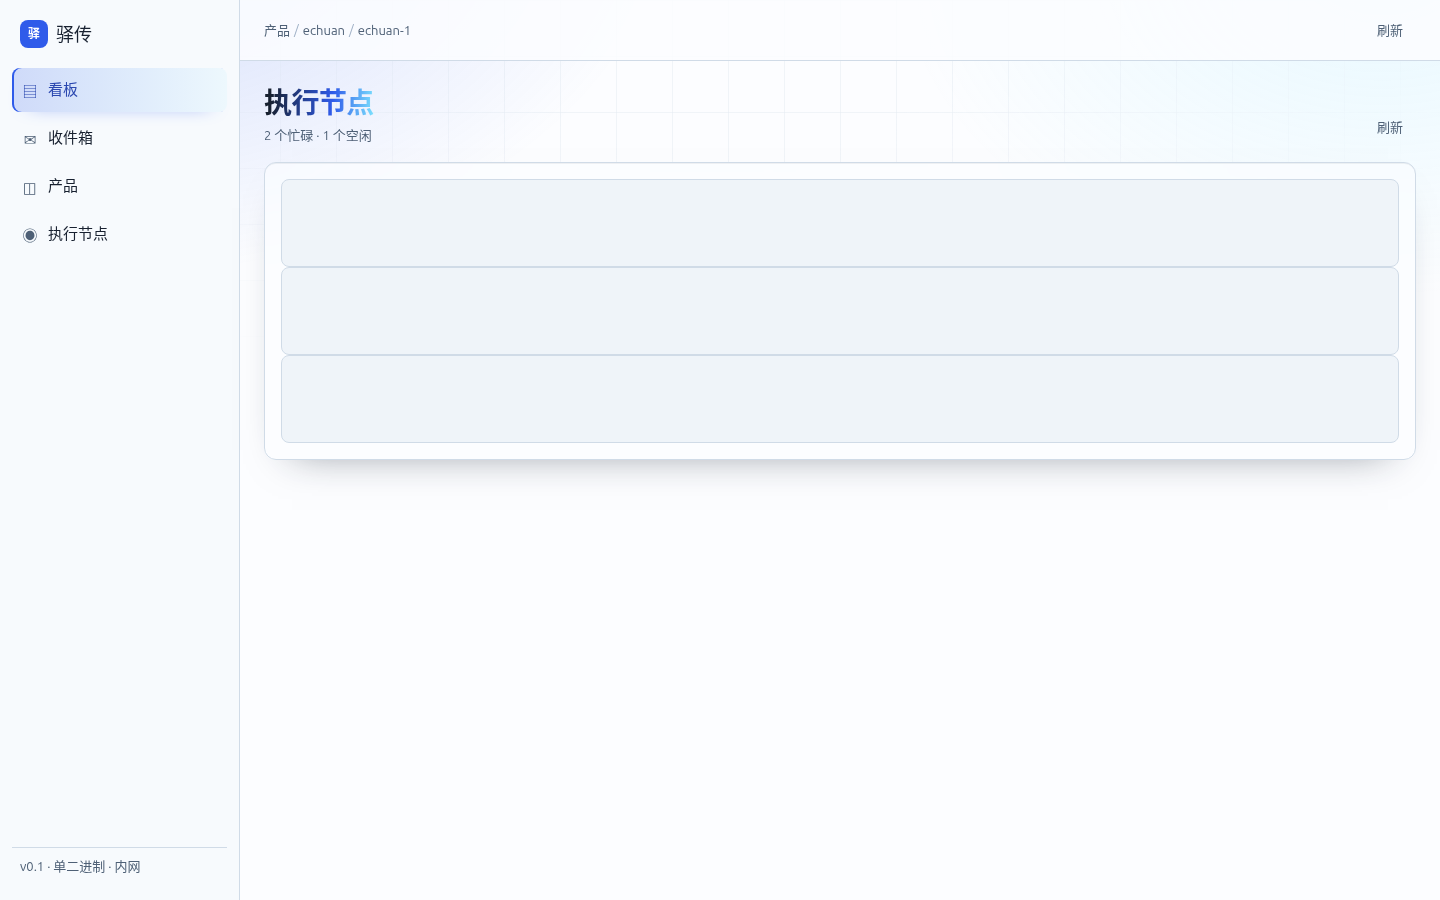 驿 驿传
看板
收件箱
产品
执行节点
v0.1 · 单二进制 · 内网
产品 / echuan / echuan-1
刷新
执行节点
2 个忙碌 · 1 个空闲
刷新